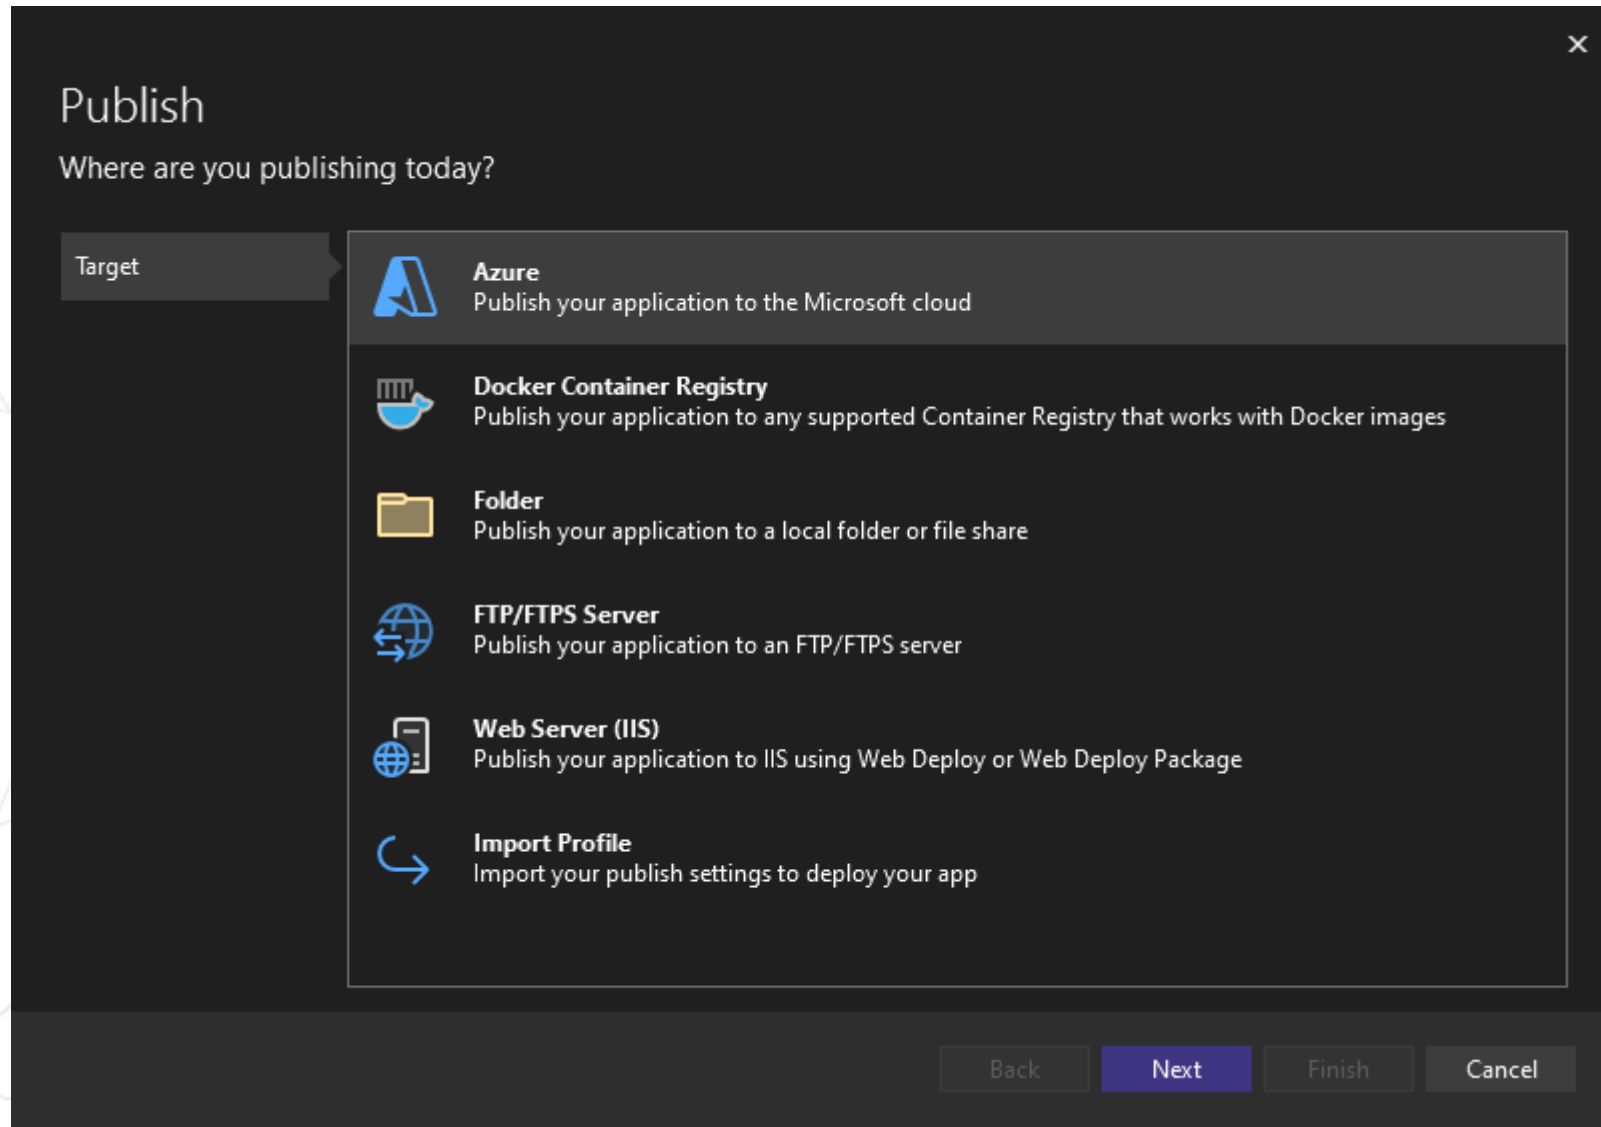 Publish
Where are you publishing today?
Target
Azure
Publish your application to the Microsoft cloud
Docker Container Registry
Publish your application to any supported Container Registry that works with Docker images
Folder
Publish your application to a local folder or file share
FTP/FTPS Server
Publish your application to an FTP/FTPS server
Web Server (IIS)
Publish your application to IIS using Web Deploy or Web Deploy Package
Import Profile
Import your publish settings to deploy your app
Back
Next
Finish
Cancel